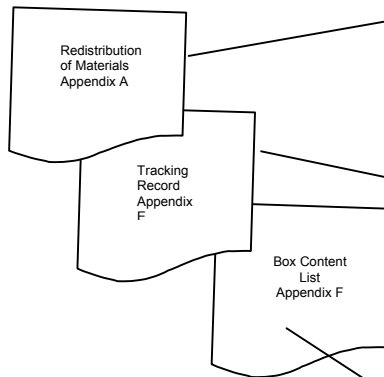 Redistribution
of Materials
Appendix A
Tracking
Record
Appendix
Box Content
List
Appendix F